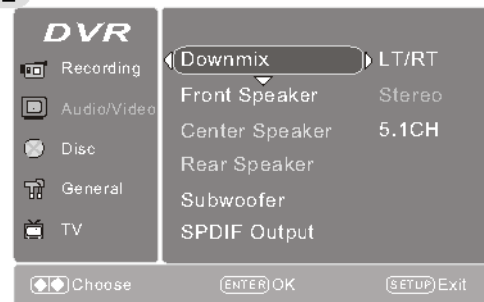 DVR
Recording
Audio/Video
Disc
General
TV
Downmix LT/RT
Front Speaker Stereo
Center Speaker 5.1CH
Rear Speaker
Subwoofer
SPDIF Output
Choose ENTER OK SETUP Exit